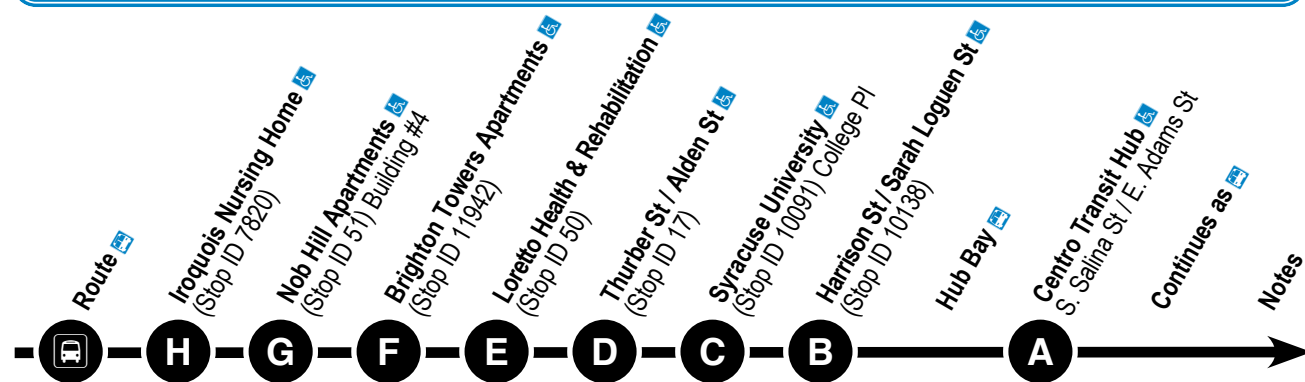 Route
Iroquois Nursing Home
(Stop ID 7820)
Nob Hill Apartments
(Stop ID 51) Building #4
Brighton Towers Apartments
(Stop ID 11942)
Loretto Health & Rehabilitation
(Stop ID 50)
Thurber St / Alden St
(Stop ID 17)
Syracuse University
(Stop ID 10091) College Pl
Harrison St / Sarah Loguen St
(Stop ID 10138)
Hub Bay
Centro Transit Hub
S. Salina St / E. Adams St
Continues as
Notes
H G F E D C B A